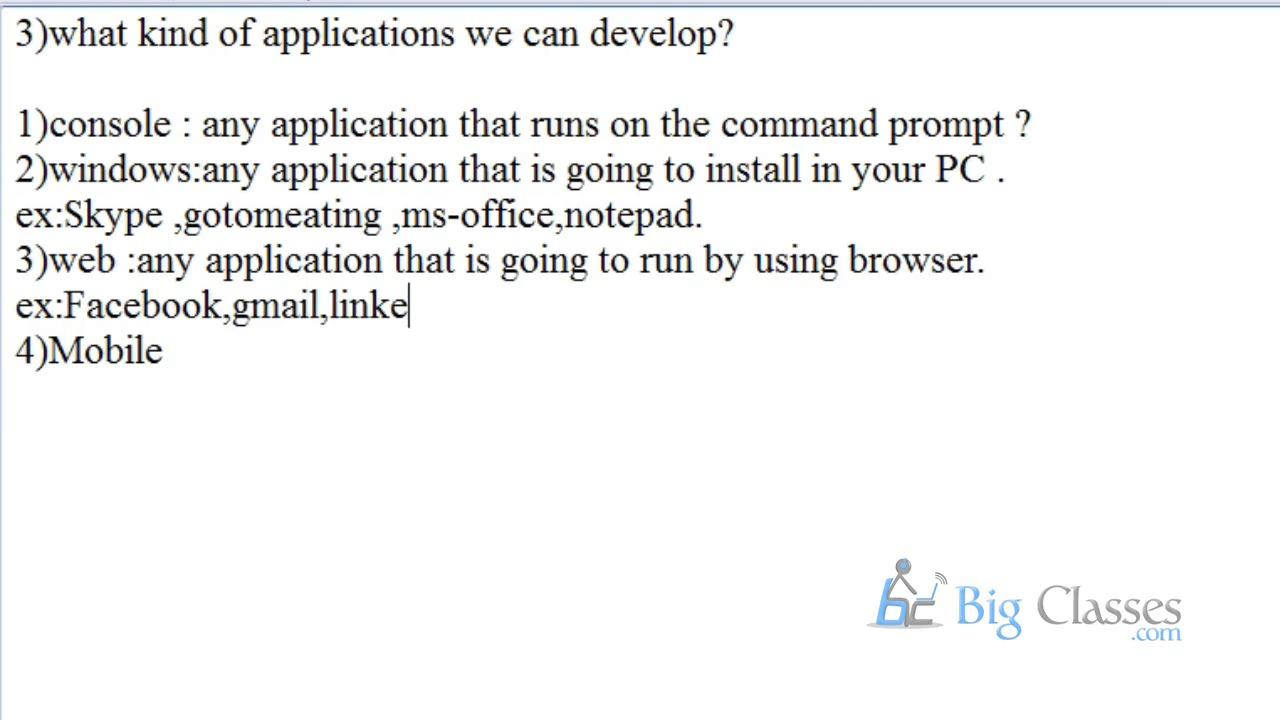 3)what kind of applications we can develop?
1)console : any application that runs on the command prompt ?
2)windows:any application that is going to install in your PC .
ex:Skype ,gotomeating ,ms-office,notepad.
3)web :any application that is going to run by using browser.
ex:Facebook,gmail,linke
4)Mobile
bc Big Classes
.com